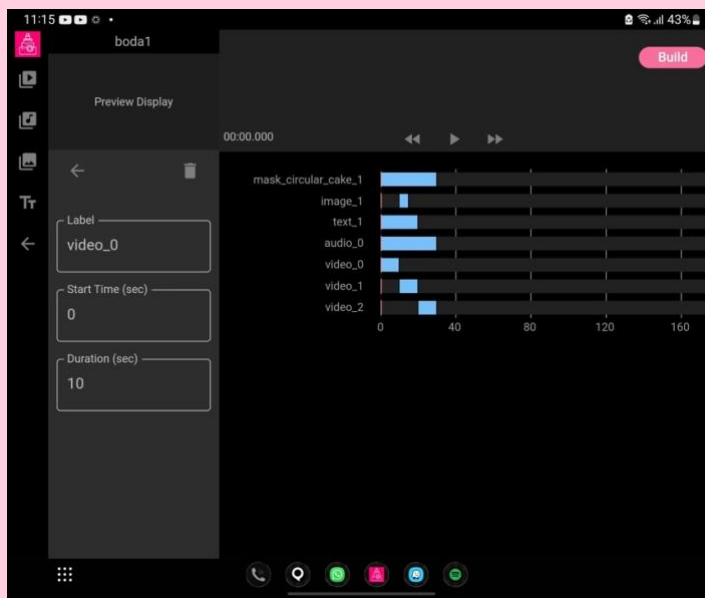 11:15
43%
boda1
Build
Preview Display
00:00.000
Tт
Label
video_0
Start Time (sec)
0
Duration (sec)
10
mask_circular_cake_1
image_1
text_1
audio_0
video_0
video_1
video_2
0 40 80 120 160